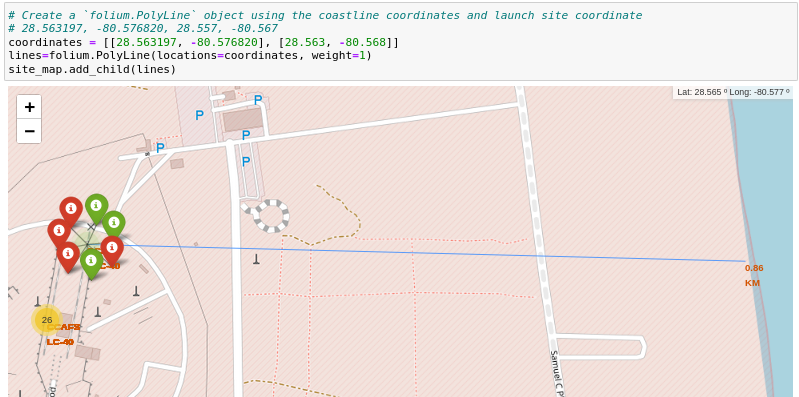 # Create a `folium.PolyLine` object using the coastline coordinates and launch site coordinate
# 28.563197, -80.576820, 28.557, -80.567
coordinates = [[28.563197, -80.576820], [28.563, -80.568]]
lines=folium.PolyLine(locations=coordinates, weight=1)
site_map.add_child(lines)
+
−
Lat: 28.565 º Long: -80.577 º
P
P
P
P
P
0.86
KM
26
CCAFS
LC-40
Samuel C P